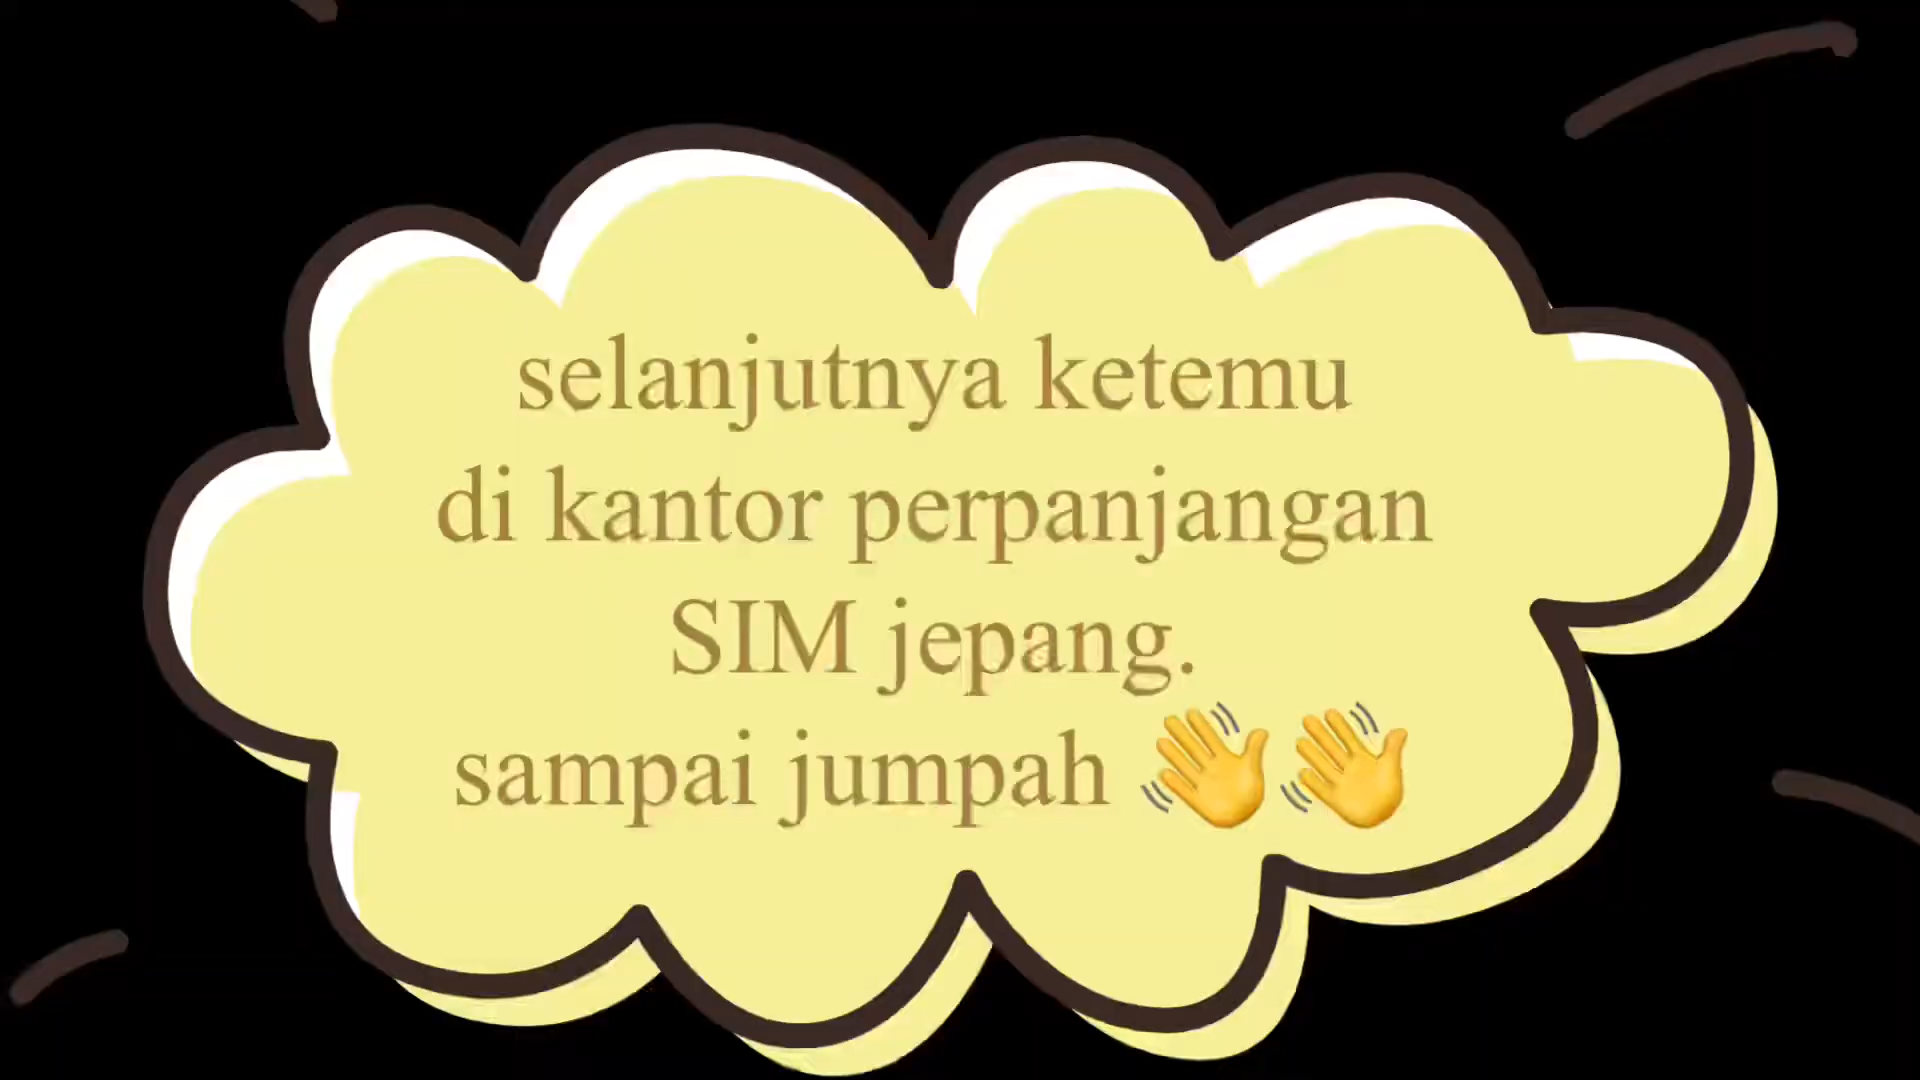 selanjutnya ketemu
di kantor perpanjangan
SIM jepang.
sampai jumpah 👋👋